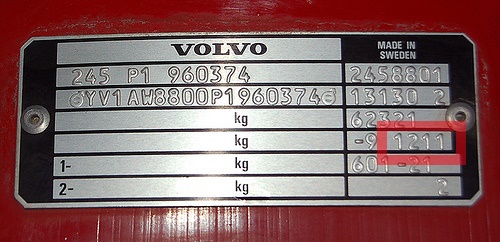 VOLVO MADE IN
SWEDEN
245 P1 960374 2458801
YV1AW8800P1960374 13130 2
kg 62321
kg -9 1211
1- kg 601-21
2- kg 2